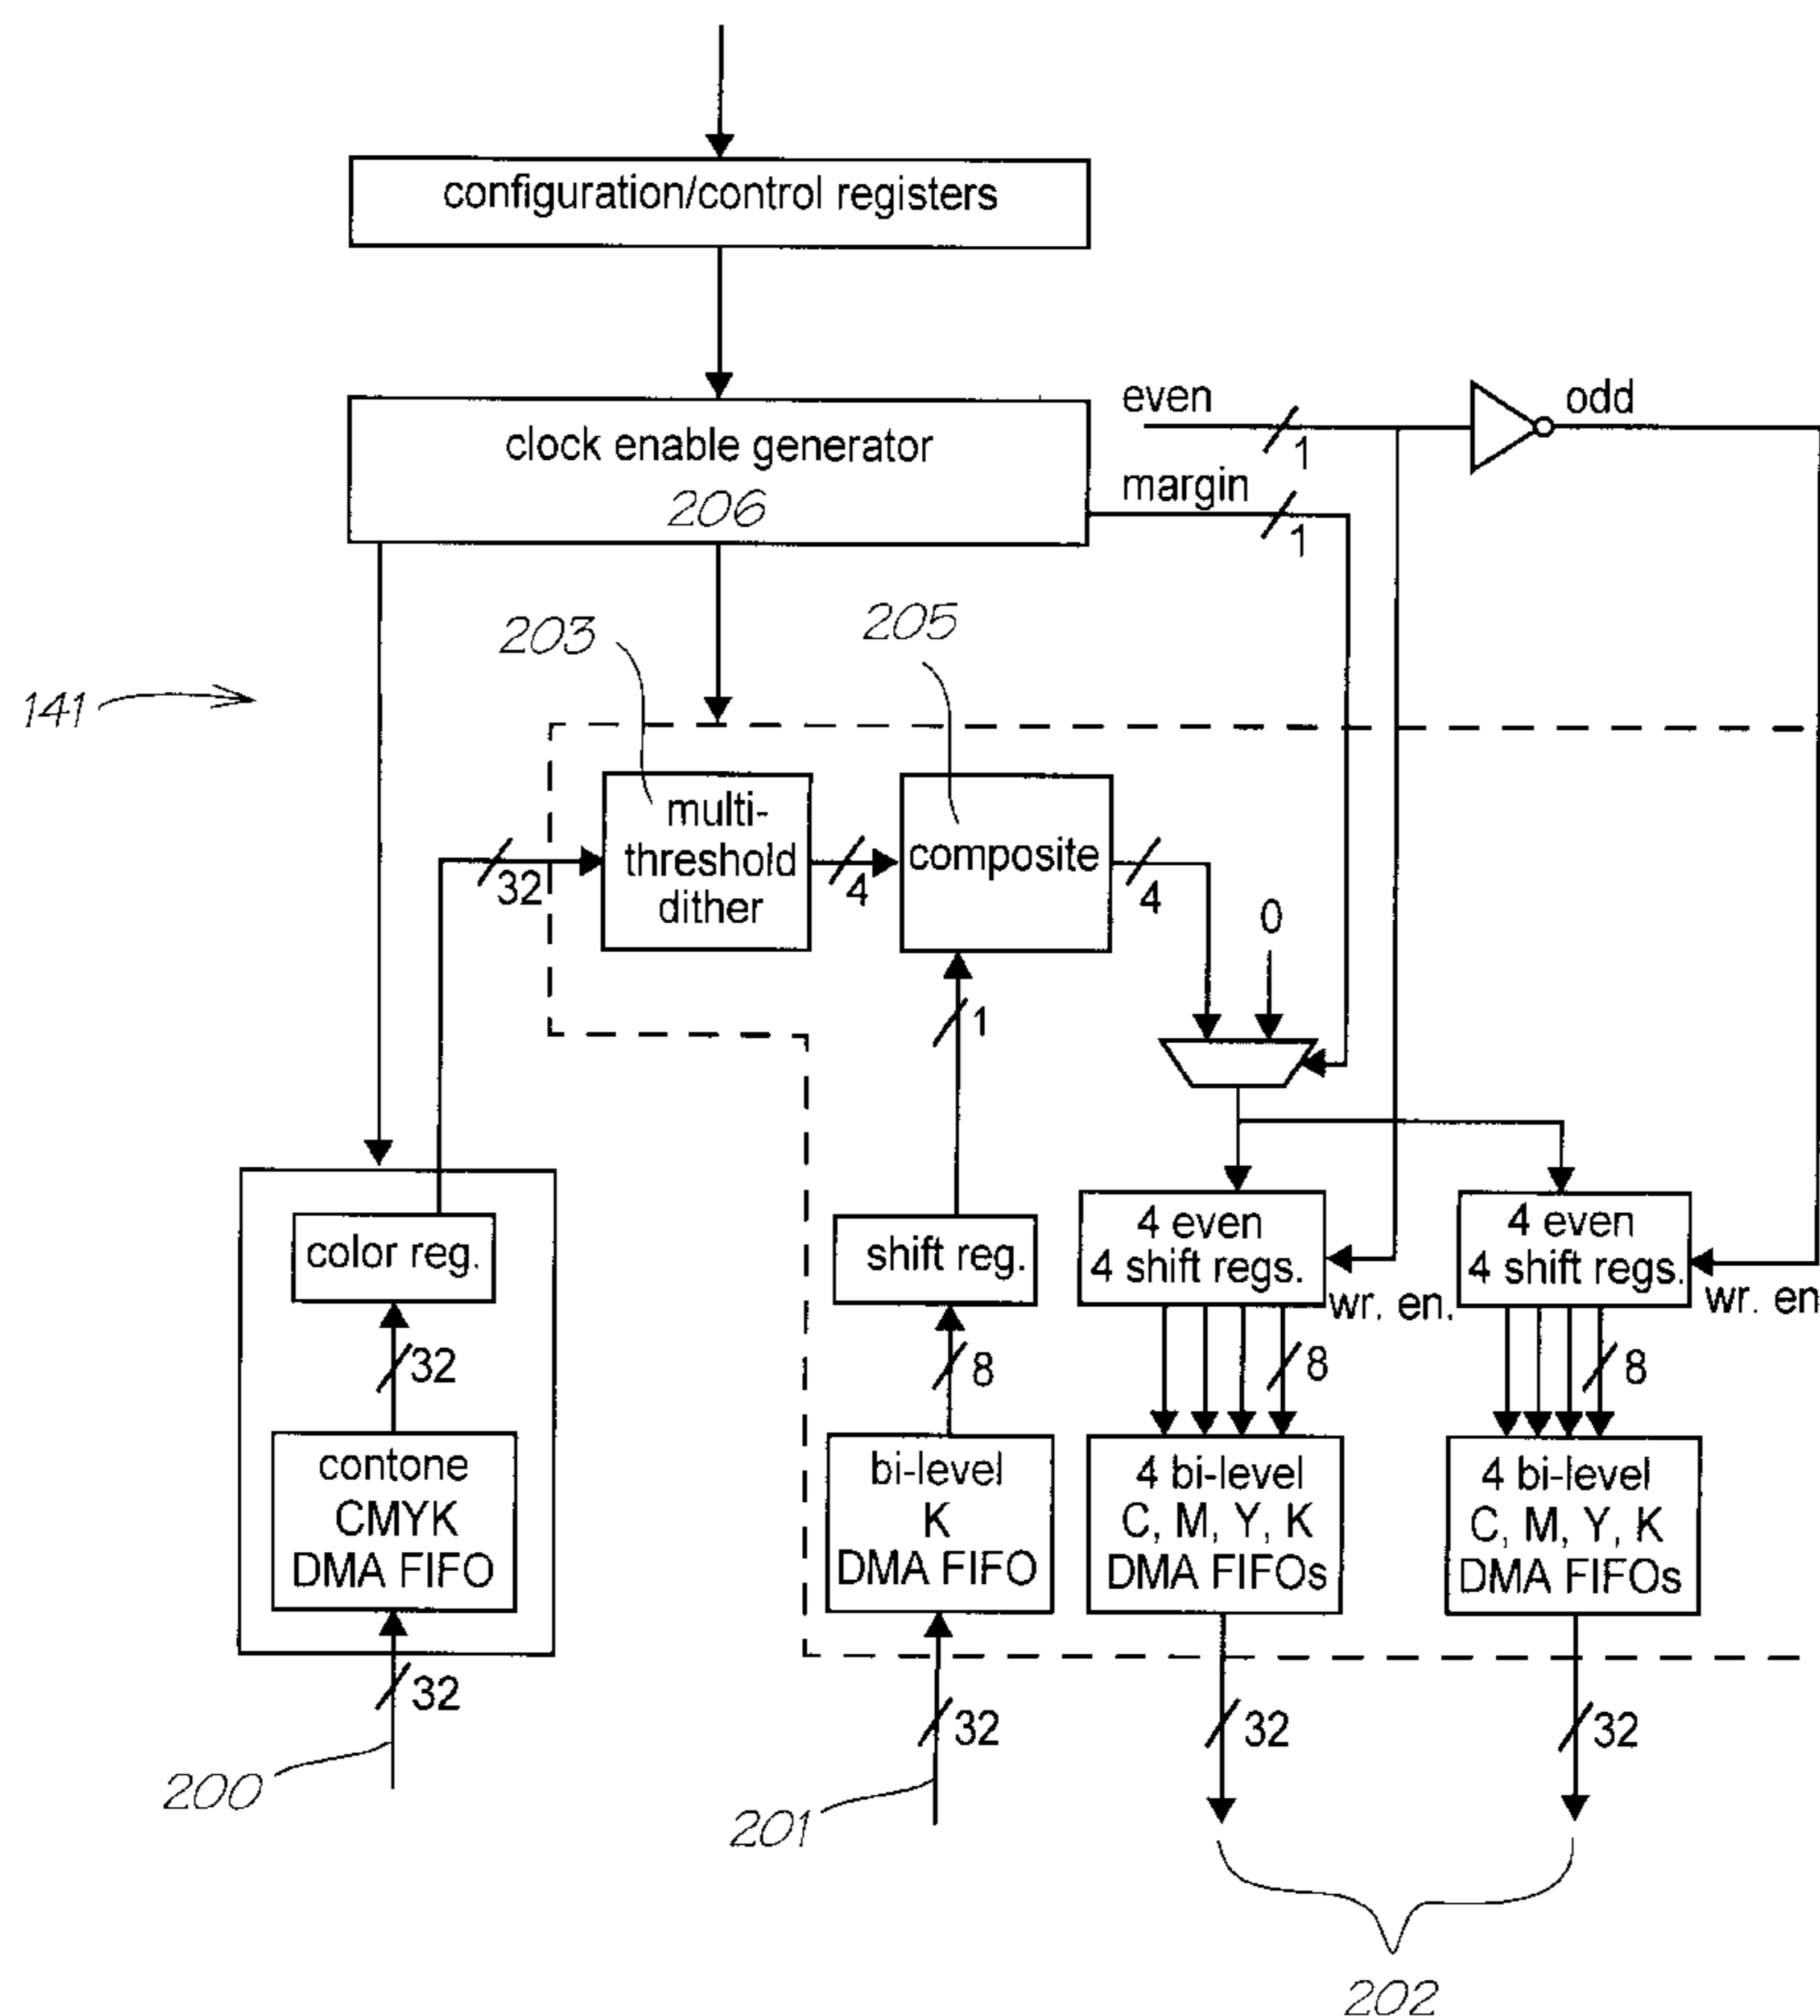 configuration/control registers
clock enable generator
206
even
1
odd
margin
1
203
205
141
multi-
threshold
dither
32
4
composite
4
0
1
color reg.
shift reg.
4 even
4 shift regs.
wr. en.
4 even
4 shift regs.
wr. en
32
8
8
8
contone
CMYK
DMA FIFO
bi-level
K
DMA FIFO
4 bi-level
C, M, Y, K
DMA FIFOs
4 bi-level
C, M, Y, K
DMA FIFOs
32
32
32
32
200
201
202